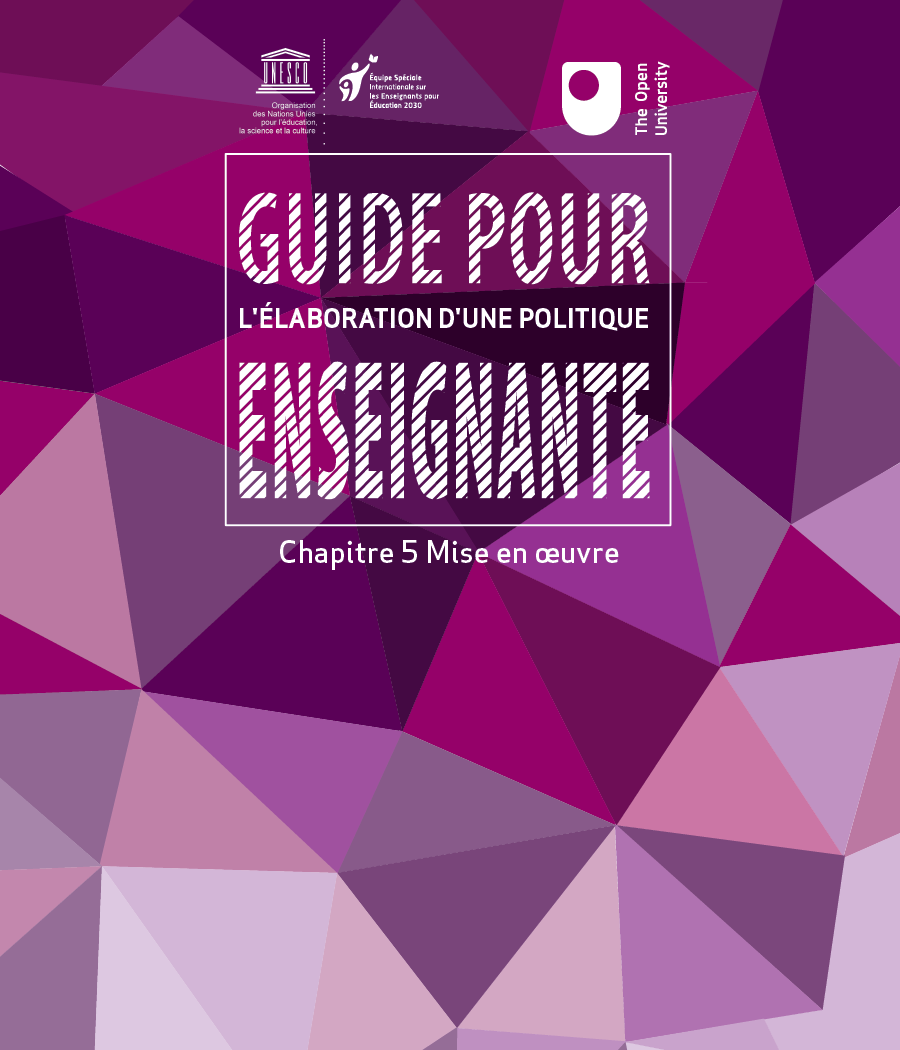 UNESCO
Organisation
des Nations Unies
pour l'éducation,
la science et la culture
Équipe Spéciale
Internationale sur
les Enseignants pour
Éducation 2030
The Open
University
GUIDE POUR
L'ÉLABORATION D'UNE POLITIQUE
ENSEIGNANTE
Chapitre 5 Mise en œuvre